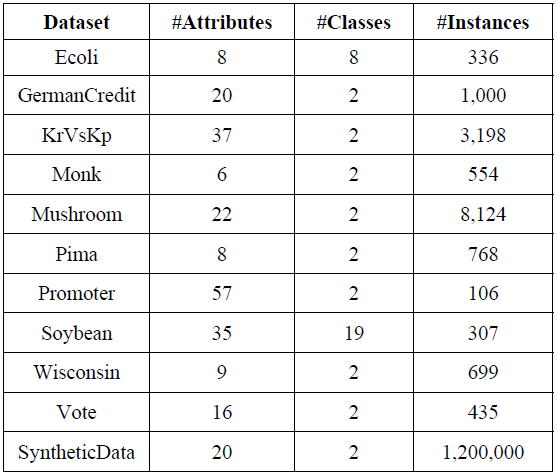 Dataset #Attributes #Classes #Instances
Ecoli 8 8 336
GermanCredit 20 2 1,000
KrVsKp 37 2 3,198
Monk 6 2 554
Mushroom 22 2 8,124
Pima 8 2 768
Promoter 57 2 106
Soybean 35 19 307
Wisconsin 9 2 699
Vote 16 2 435
SyntheticData 20 2 1,200,000